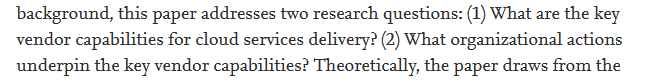 background, this paper addresses two research questions: (1) What are the key
vendor capabilities for cloud services delivery? (2) What organizational actions
underpin the key vendor capabilities? Theoretically, the paper draws from the